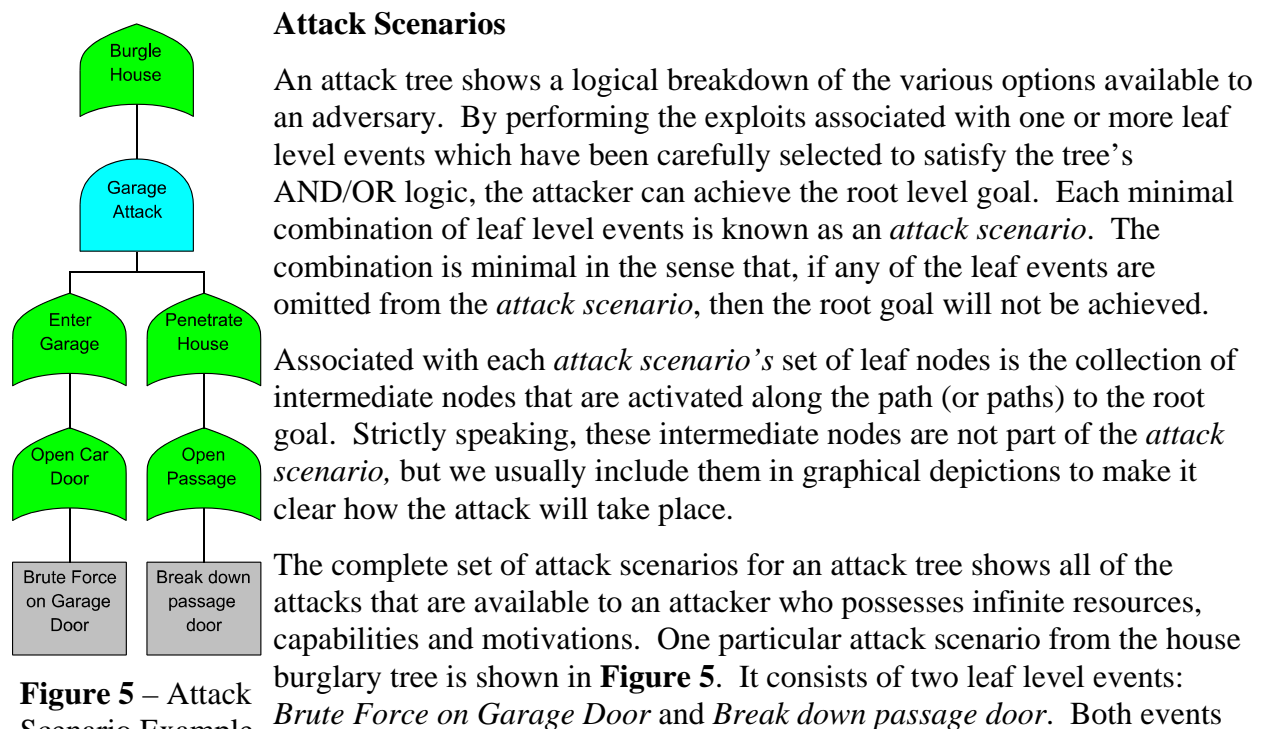 Burgle
House
Garage
Attack
Enter
Garage
Penetrate
House
Open Car
Door
Open
Passage
Brute Force
on Garage
Door
Break down
passage
door
Figure 5 – Attack
Scenario Example
Attack Scenarios
An attack tree shows a logical breakdown of the various options available to
an adversary. By performing the exploits associated with one or more leaf
level events which have been carefully selected to satisfy the tree's
AND/OR logic, the attacker can achieve the root level goal. Each minimal
combination of leaf level events is known as an attack scenario. The
combination is minimal in the sense that, if any of the leaf events are
omitted from the attack scenario, then the root goal will not be achieved.
Associated with each attack scenario's set of leaf nodes is the collection of
intermediate nodes that are activated along the path (or paths) to the root
goal. Strictly speaking, these intermediate nodes are not part of the attack
scenario, but we usually include them in graphical depictions to make it
clear how the attack will take place.
The complete set of attack scenarios for an attack tree shows all of the
attacks that are available to an attacker who possesses infinite resources,
capabilities and motivations. One particular attack scenario from the house
burglary tree is shown in Figure 5. It consists of two leaf level events:
Brute Force on Garage Door and Break down passage door. Both events